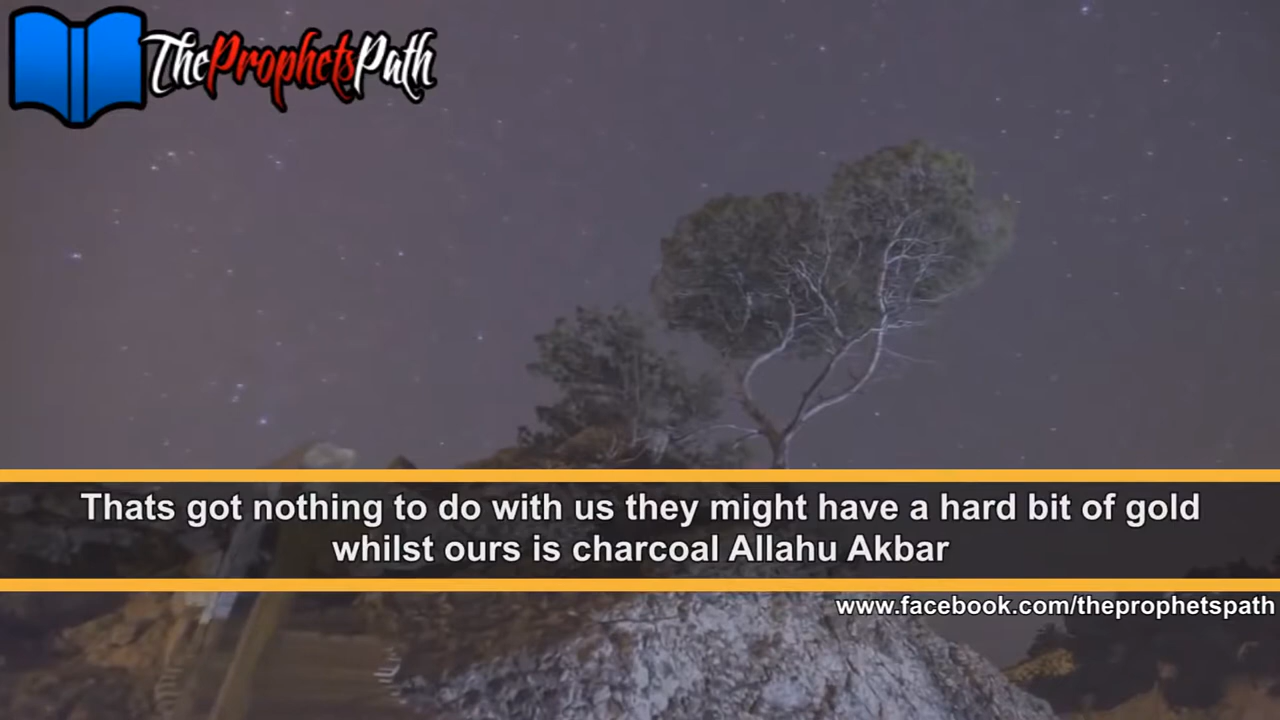 TheProphetsPath
Thats got nothing to do with us they might have a hard bit of gold
whilst ours is charcoal Allahu Akbar
www.facebook.com/theprophetspath